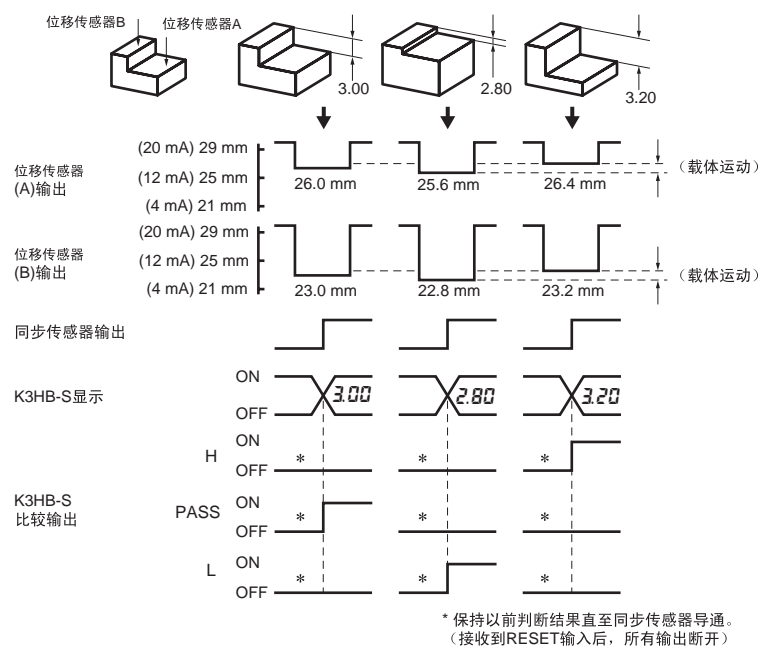 位移传感器B 位移传感器A
3.00
2.80
3.20
位移传感器
(A)输出
(20 mA) 29 mm
(12 mA) 25 mm
(4 mA) 21 mm
26.0 mm
25.6 mm
26.4 mm
（载体运动）
位移传感器
(B)输出
(20 mA) 29 mm
(12 mA) 25 mm
(4 mA) 21 mm
23.0 mm
22.8 mm
23.2 mm
（载体运动）
同步传感器输出
K3HB-S显示
ON
OFF
3.00
2.80
3.20
K3HB-S
比较输出
H
ON
OFF
* * *
PASS
ON
OFF
* * *
L
ON
OFF
* * *
* 保持以前判断结果直至同步传感器导通。
（接收到RESET输入后，所有输出断开）